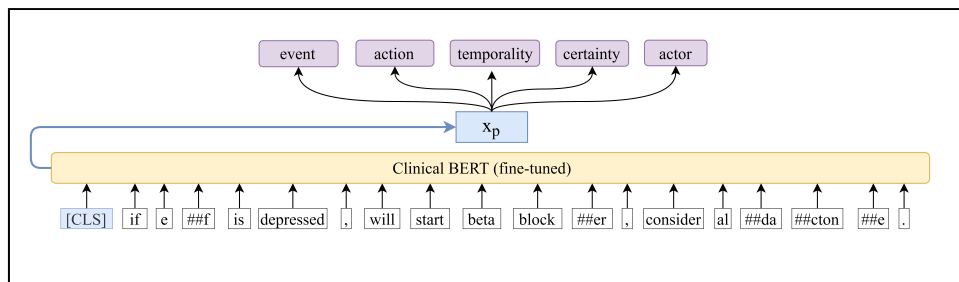 event action temporality certainty actor
x_p
Clinical BERT (fine-tuned)
[CLS] if e ##f is depressed , will start beta block ##er , consider al ##da ##cton ##e .